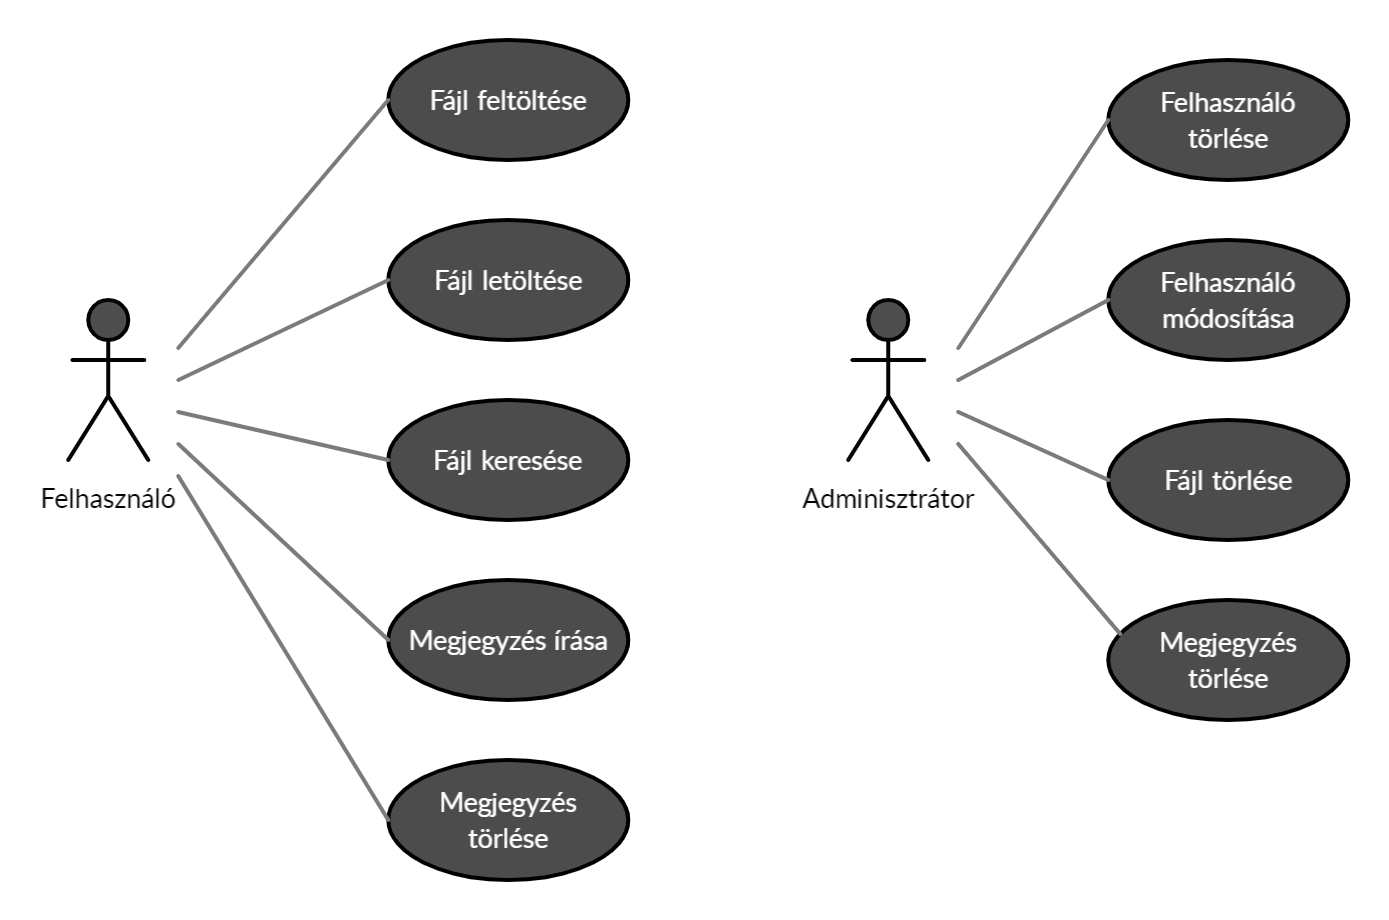 Fájl feltöltése
Fájl letöltése
Fájl keresése
Felhasználó
Megjegyzés írása
Megjegyzés
törlése
Felhasználó
törlése
Felhasználó
módosítása
Fájl törlése
Adminisztrátor
Megjegyzés
törlése